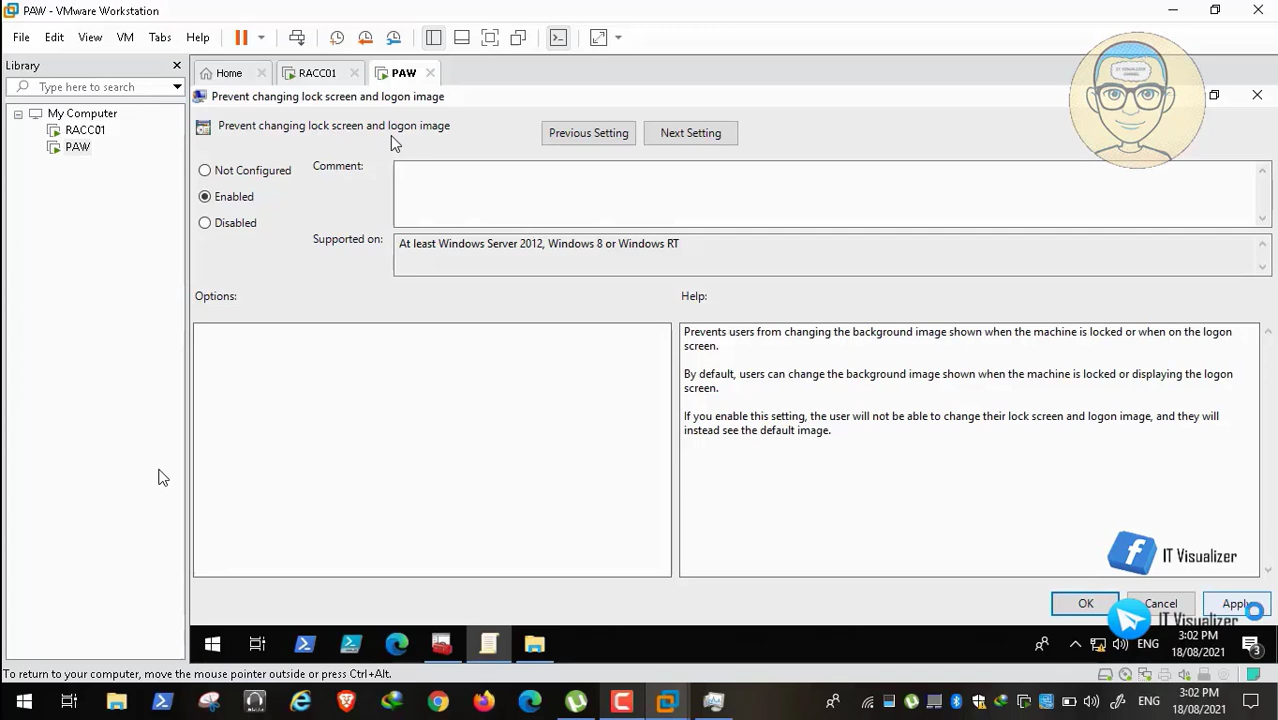 PAW - VMware Workstation
File Edit View VM Tabs Help
Library
Type here to search
My Computer
RACC01
PAW
Home
RACC01
PAW
IT VISUALIZER
CHANNEL
Prevent changing lock screen and logon image
Prevent changing lock screen and logon image
Previous Setting
Next Setting
Not Configured
Enabled
Disabled
Comment:
Supported on:
At least Windows Server 2012, Windows 8 or Windows RT
Options:
Help:
Prevents users from changing the background image shown when the machine is locked or when on the logon
screen.
By default, users can change the background image shown when the machine is locked or displaying the logon
screen.
If you enable this setting, the user will not be able to change their lock screen and logon image, and they will
instead see the default image.
IT Visualizer
OK
Cancel
Apply
IT Visualizer
ENG
3:02 PM
18/08/2021
3
To return to your computer, move the mouse pointer outside or press Ctrl+Alt.
ENG
3:02 PM
18/08/2021